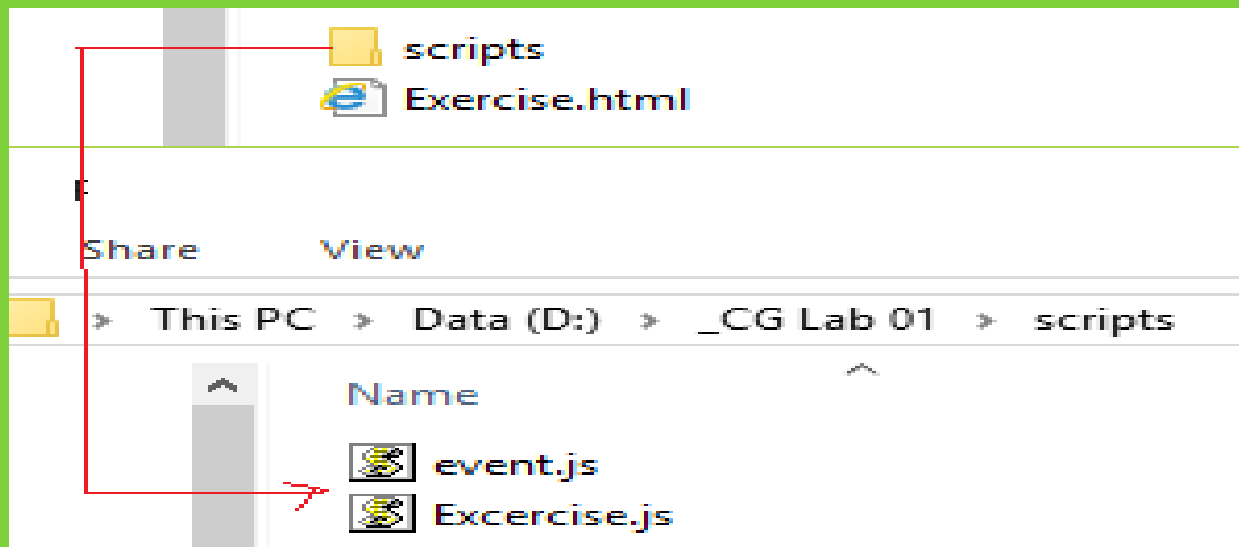 scripts
Exercise.html
Share View
This PC > Data (D:) > _CG Lab 01 > scripts
Name
event.js
Excercise.js